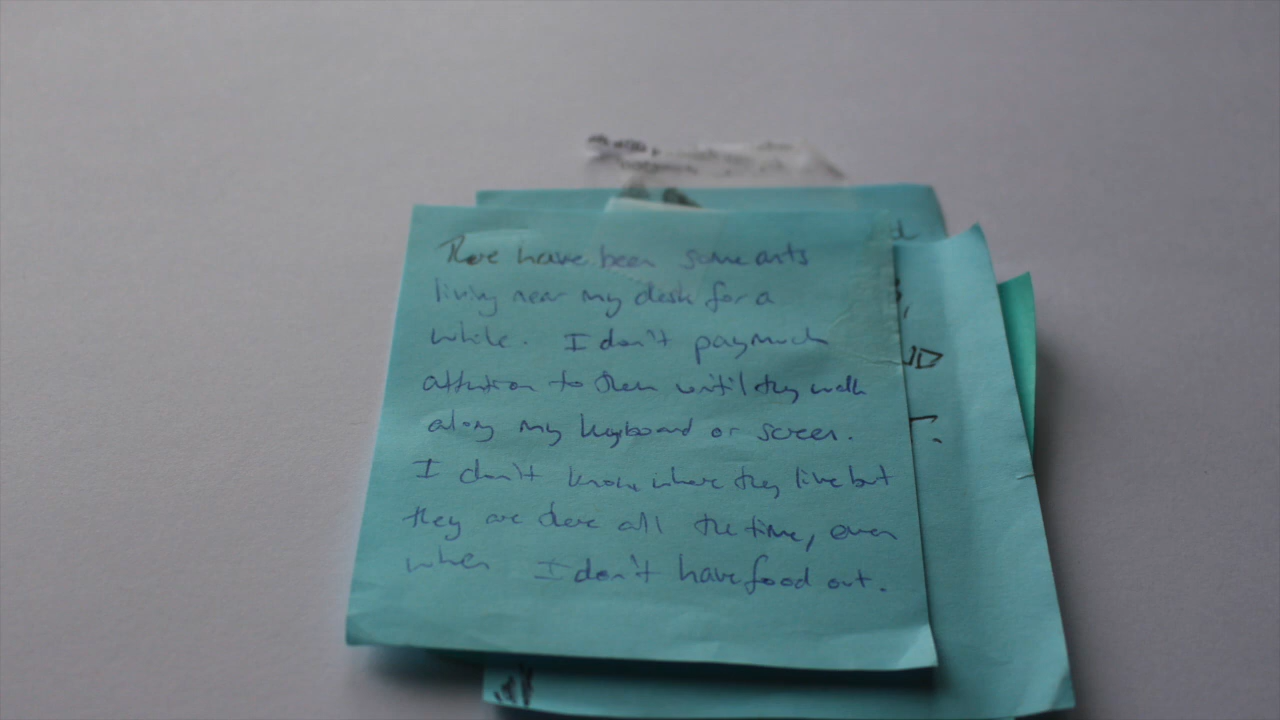 There have been some ants
living near my desk for a
while. I don't pay much
attention to them until they walk
along my keyboard or screen.
I don't know where they live but
they are there all the time, even
when I don't have food out.